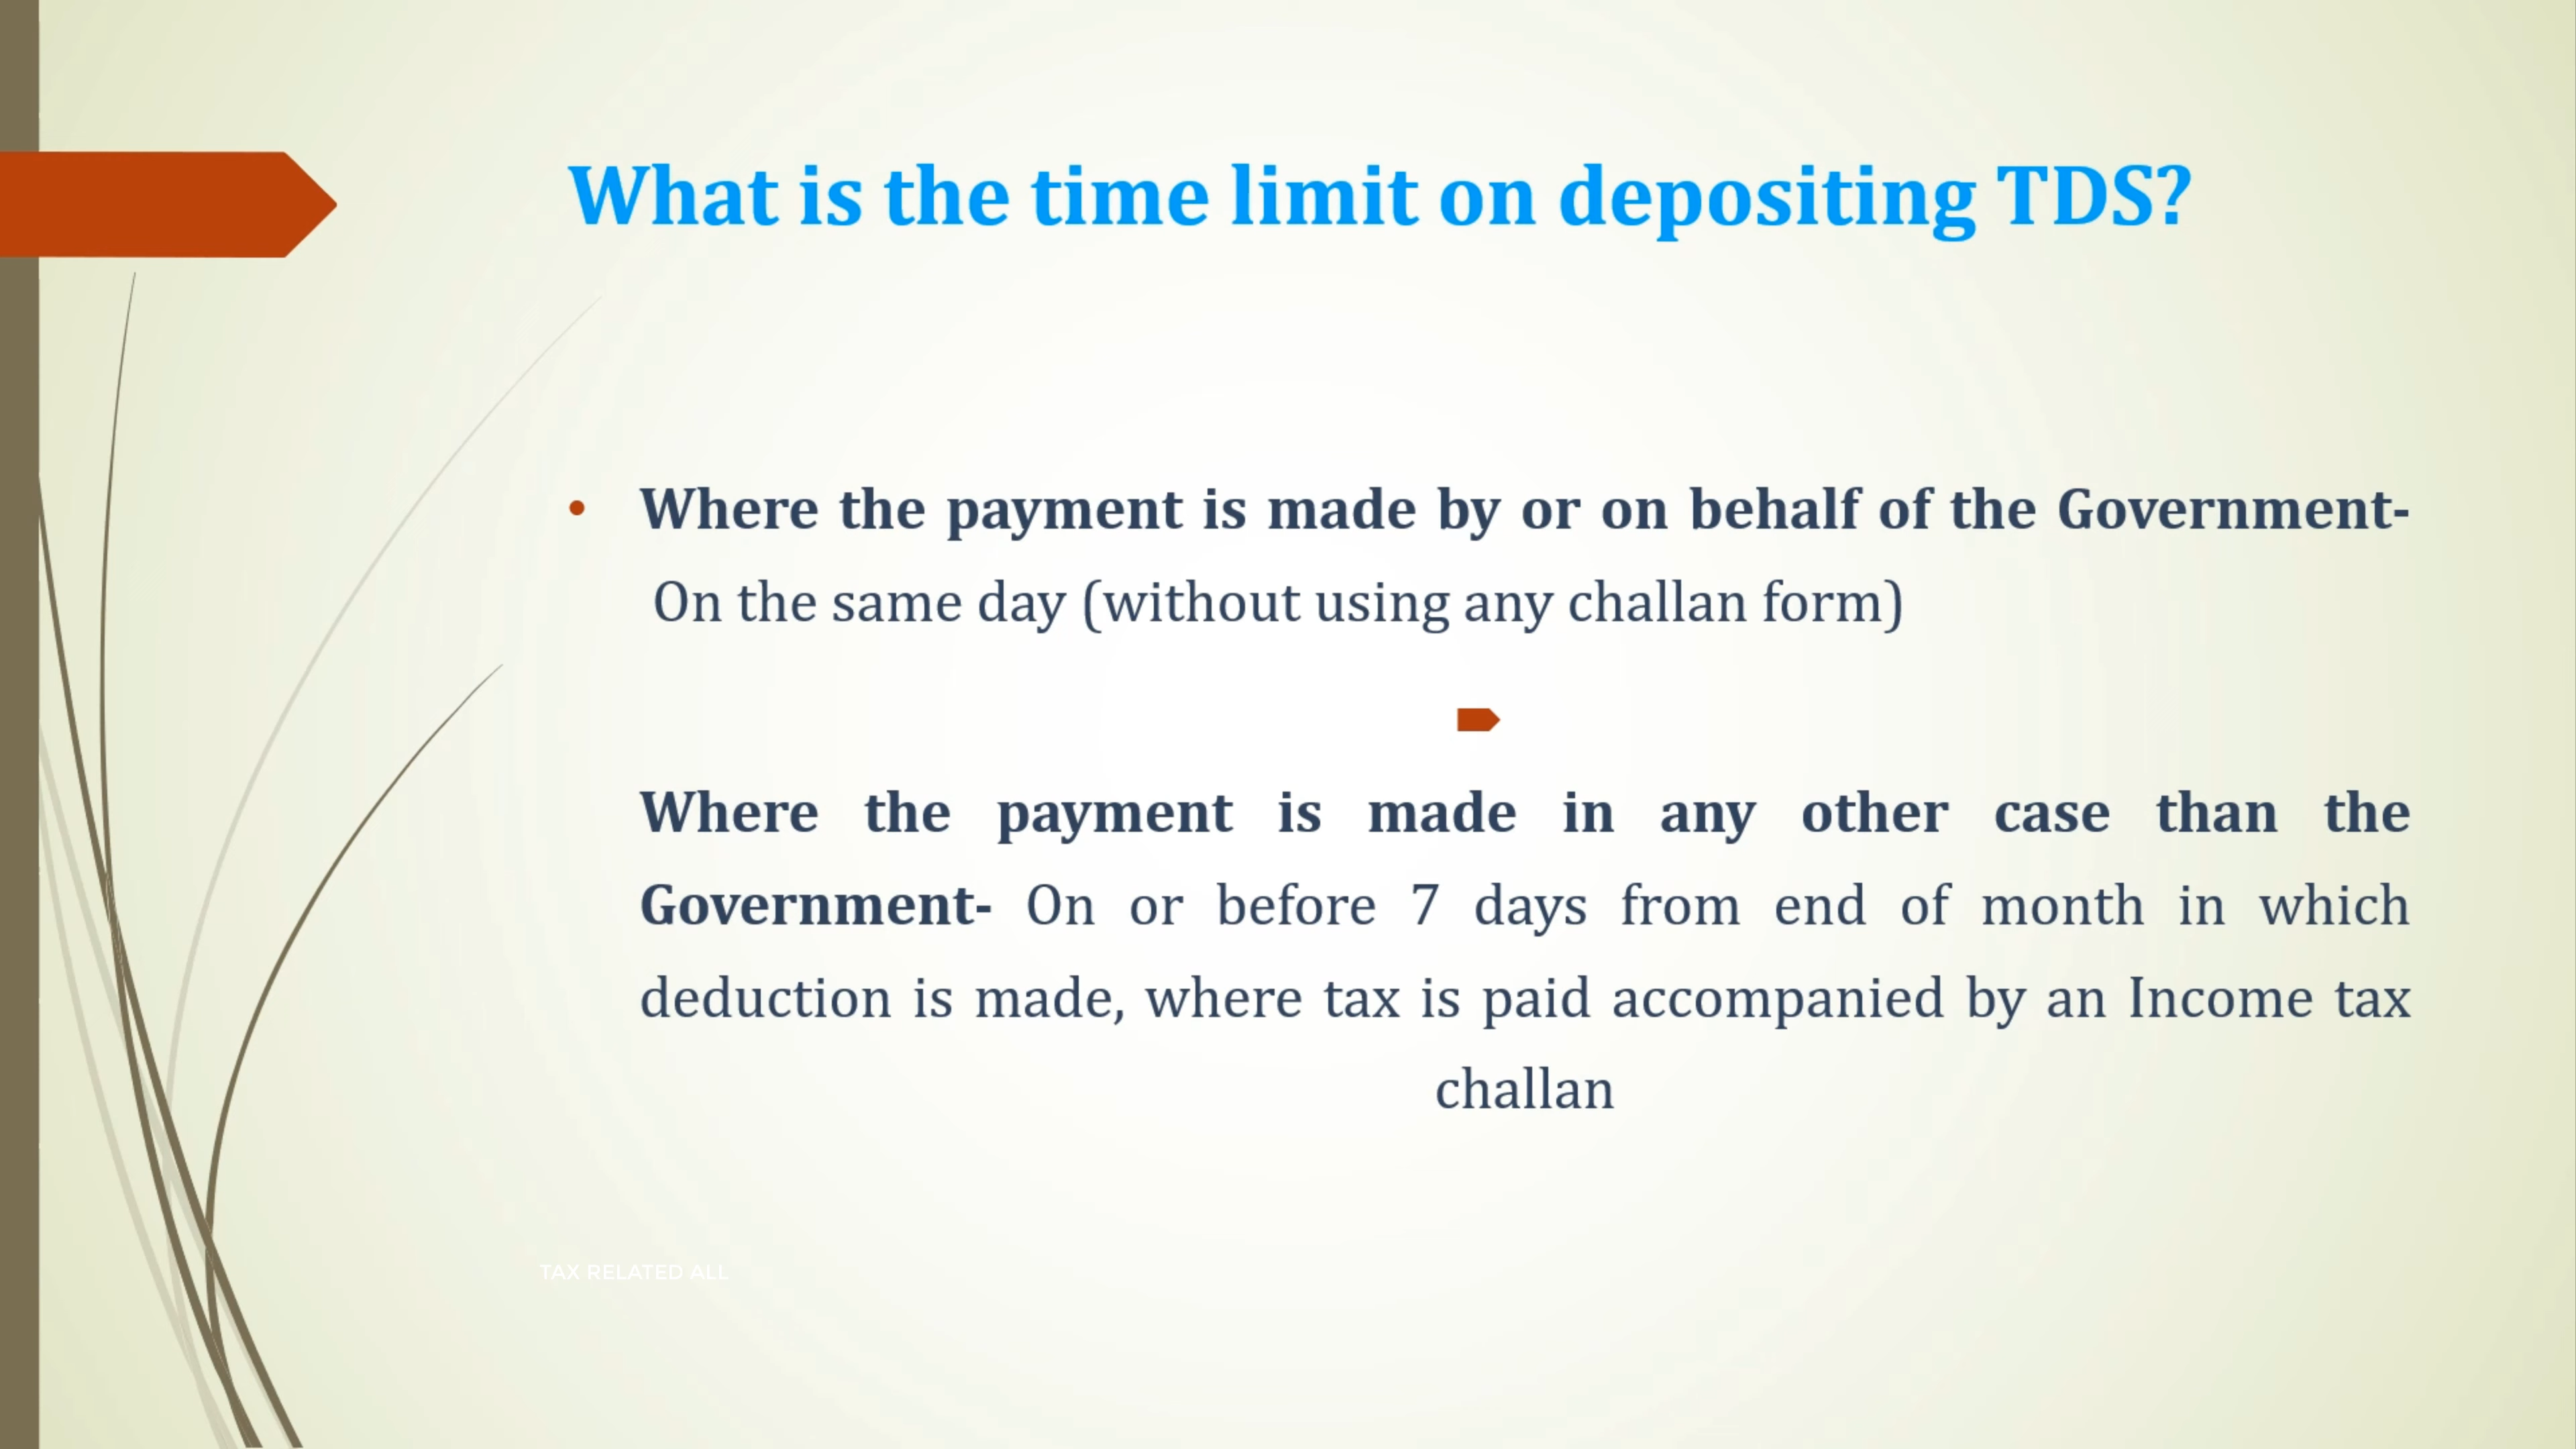 What is the time limit on depositing TDS?
• Where the payment is made by or on behalf of the Government-
On the same day (without using any challan form)
Where the payment is made in any other case than the
Government- On or before 7 days from end of month in which
deduction is made, where tax is paid accompanied by an Income tax
challan
TAX RELATED ALL